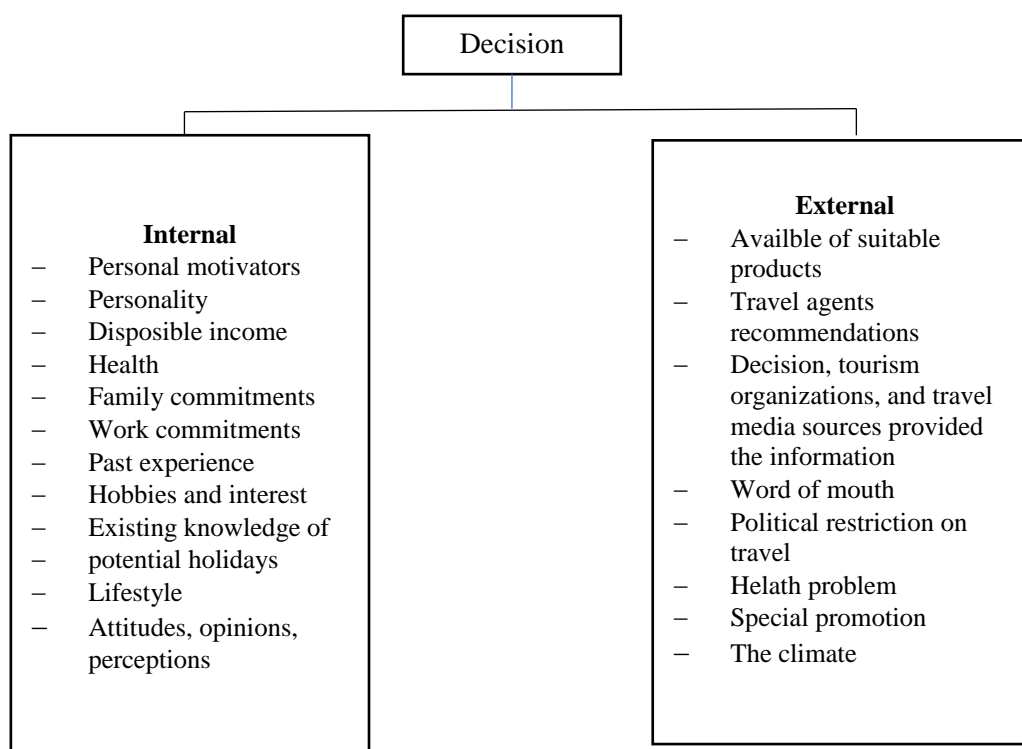 Decision
Internal
– Personal motivators
– Personality
– Disposible income
– Health
– Family commitments
– Work commitments
– Past experience
– Hobbies and interest
– Existing knowledge of
– potential holidays
– Lifestyle
– Attitudes, opinions,
perceptions
External
– Availble of suitable
products
– Travel agents
recommendations
– Decision, tourism
organizations, and travel
media sources provided
the information
– Word of mouth
– Political restriction on
travel
– Helath problem
– Special promotion
– The climate